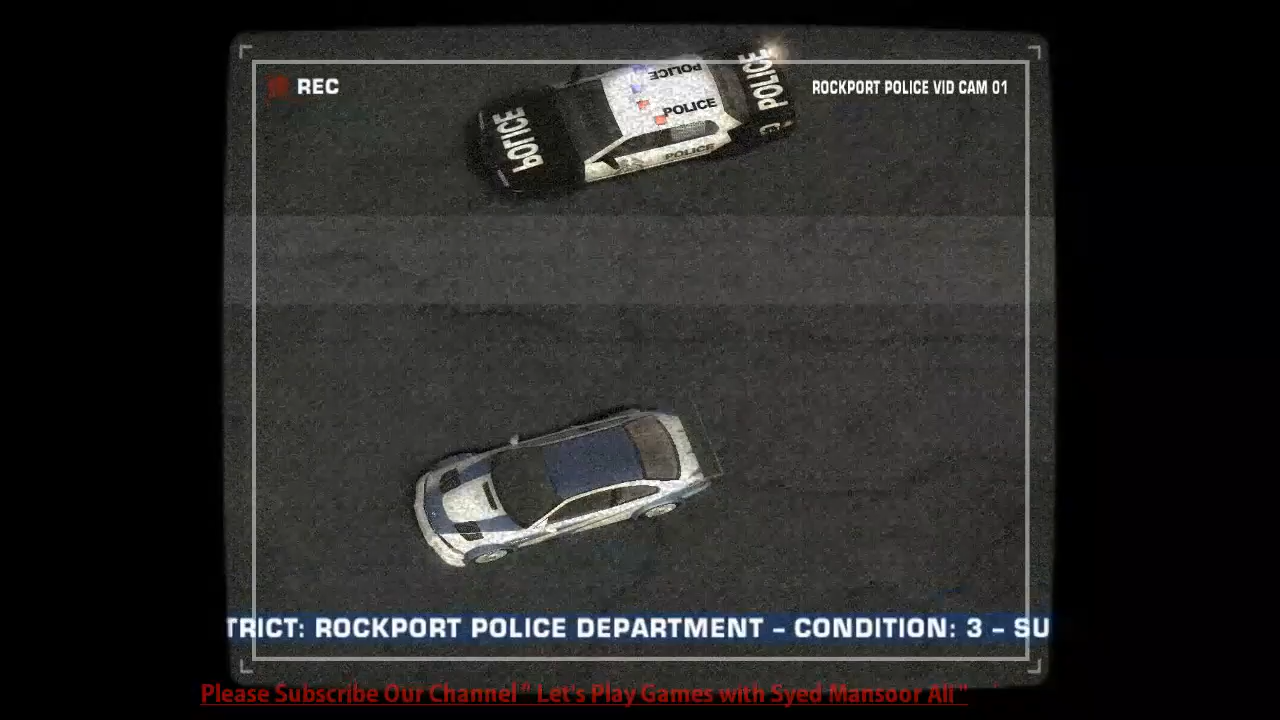 REC
ROCKPORT POLICE VID CAM 01
POLICE
POLICE
POLICE
POLICE
POLICE
TRICT: ROCKPORT POLICE DEPARTMENT - CONDITION: 3 - SU
Please Subscribe Our Channel " Let's Play Games with Syed Mansoor Ali "